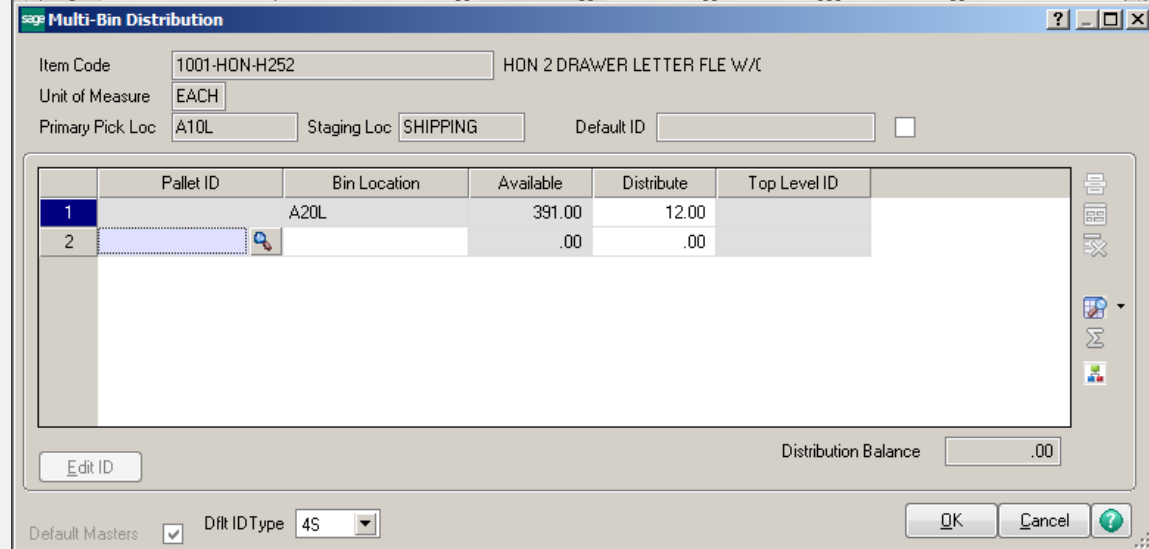 sage Multi-Bin Distribution
Item Code 1001-HON-H252 HON 2 DRAWER LETTER FLE W/(
Unit of Measure EACH
Primary Pick Loc A10L Staging Loc SHIPPING Default ID
Pallet ID Bin Location Available Distribute Top Level ID
1 A20L 391.00 12.00
2 .00 .00
Distribution Balance .00
Edit ID
Default Masters Dflt IDType 4S
OK Cancel